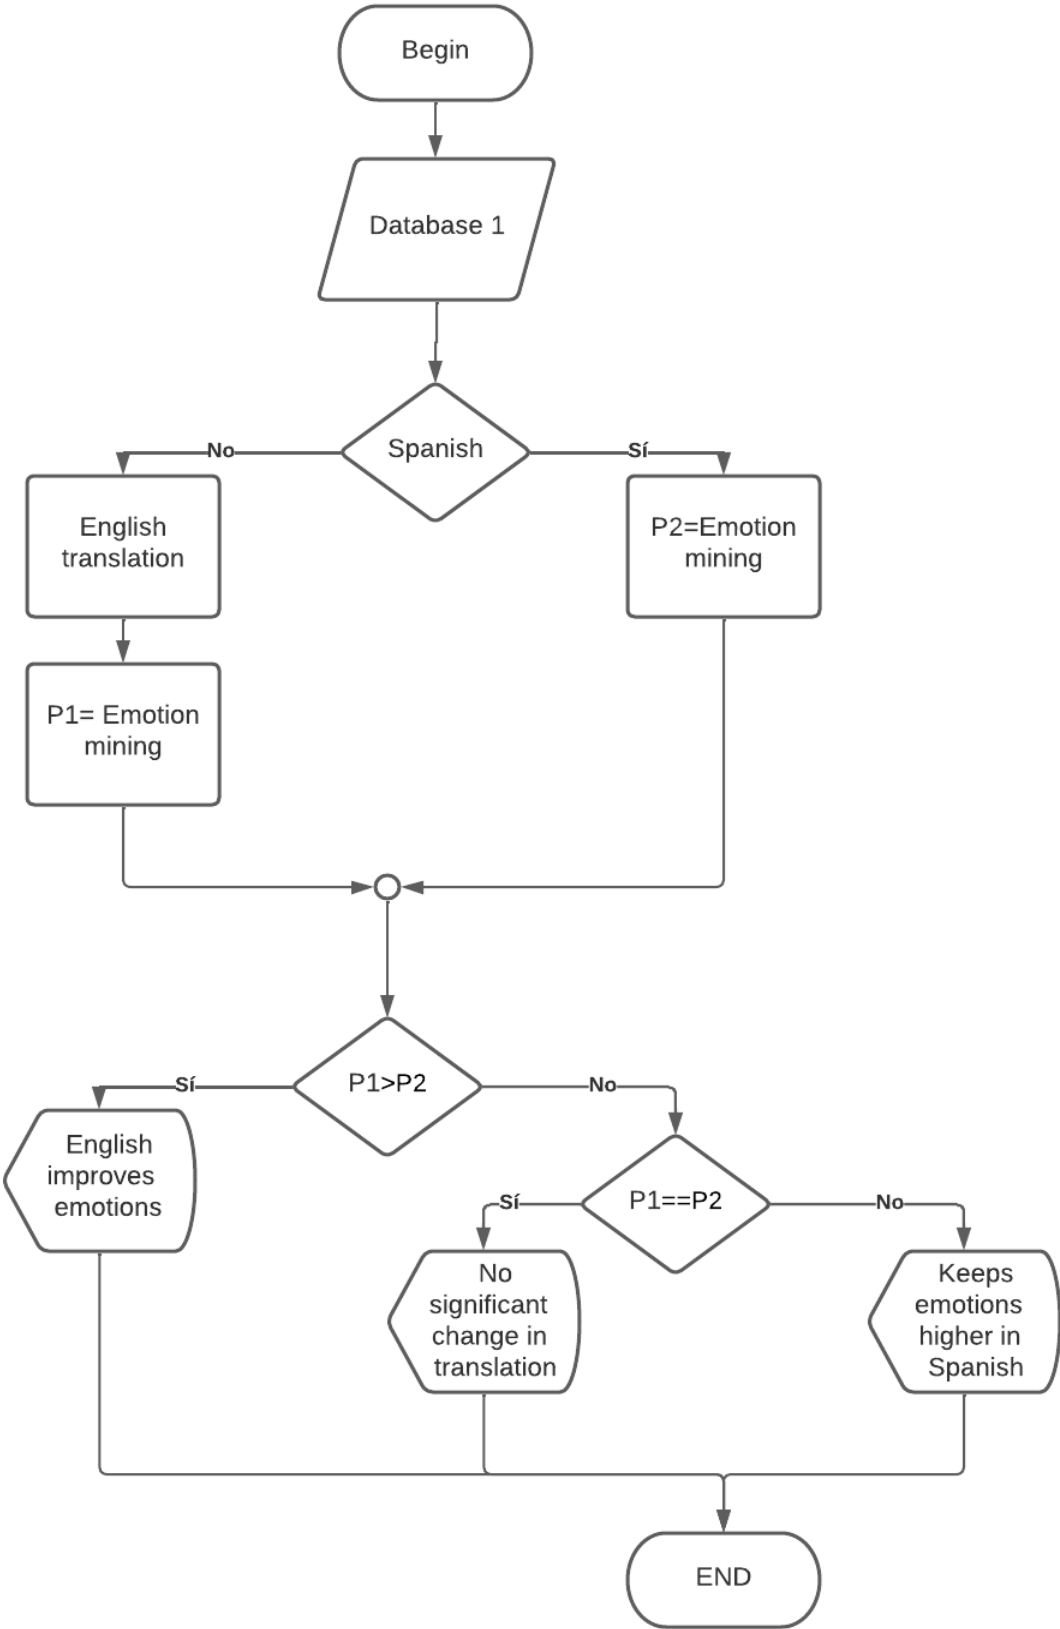 Begin
Database 1
Spanish
No
Sí
English
translation
P2=Emotion
mining
P1= Emotion
mining
P1>P2
Sí
No
English
improves
emotions
P1==P2
Sí
No
No
significant
change in
translation
Keeps
emotions
higher in
Spanish
END